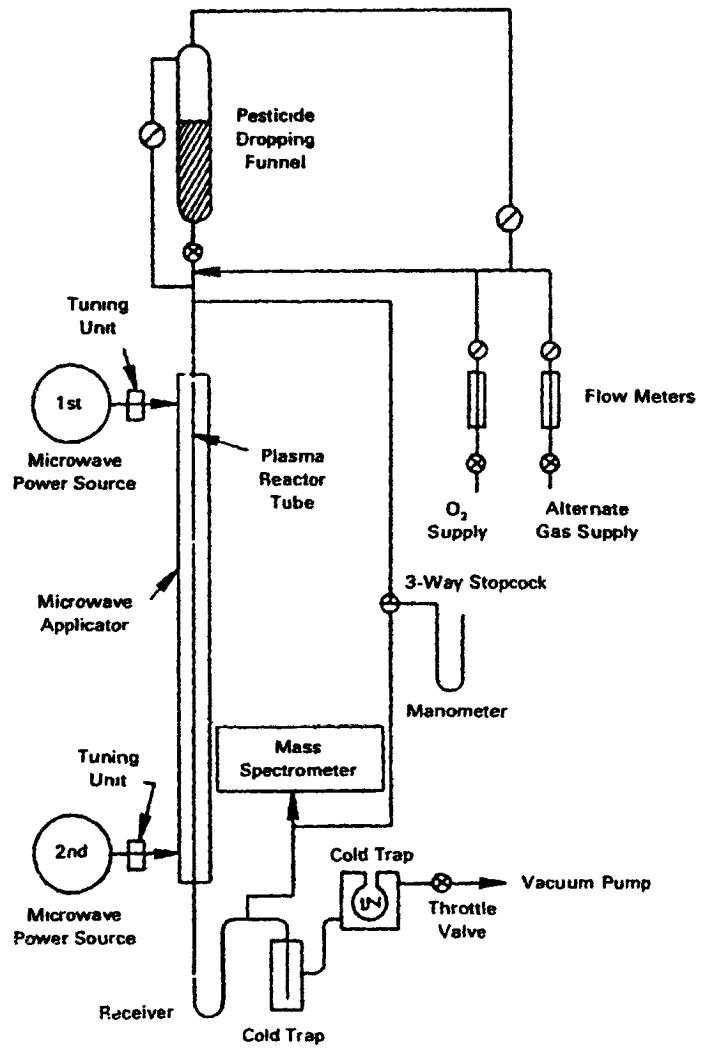 Pesticide
Dropping
Funnel
Tuning
Unit
1st
Microwave
Power Source
Plasma
Reactor
Tube
Flow Meters
O₂
Supply
Alternate
Gas Supply
Microwave
Applicator
3-Way Stopcock
Manometer
Mass
Spectrometer
Tuning
Unit
2nd
Microwave
Power Source
Cold Trap
Vacuum Pump
Throttle
Valve
Receiver
Cold Trap